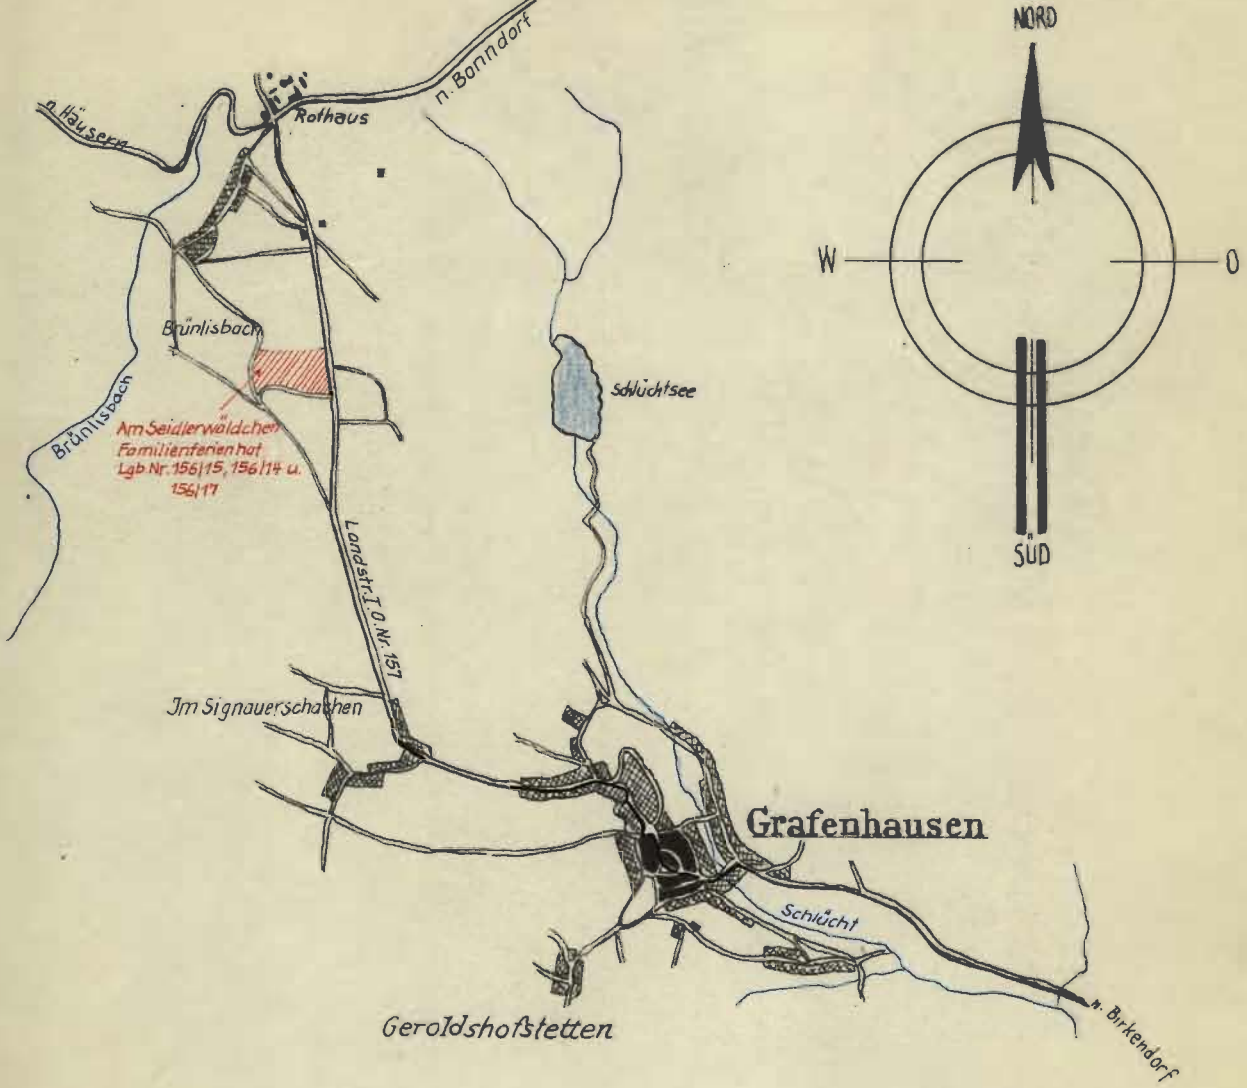 NORD
n. Bonndorf
n. Häusern
Rothaus
W
O
Brünlisbach
Schlüchtsee
Brünlisbach
Am Seidlerwäldchen
Familienferienhof
Lgb Nr. 156/15, 156/14 u.
156/17
SÜD
Landstr. I. O. Nr. 157
Im Signauerschachen
Grafenhausen
Schlücht
Geroldshofstetten
n. Birkendorf